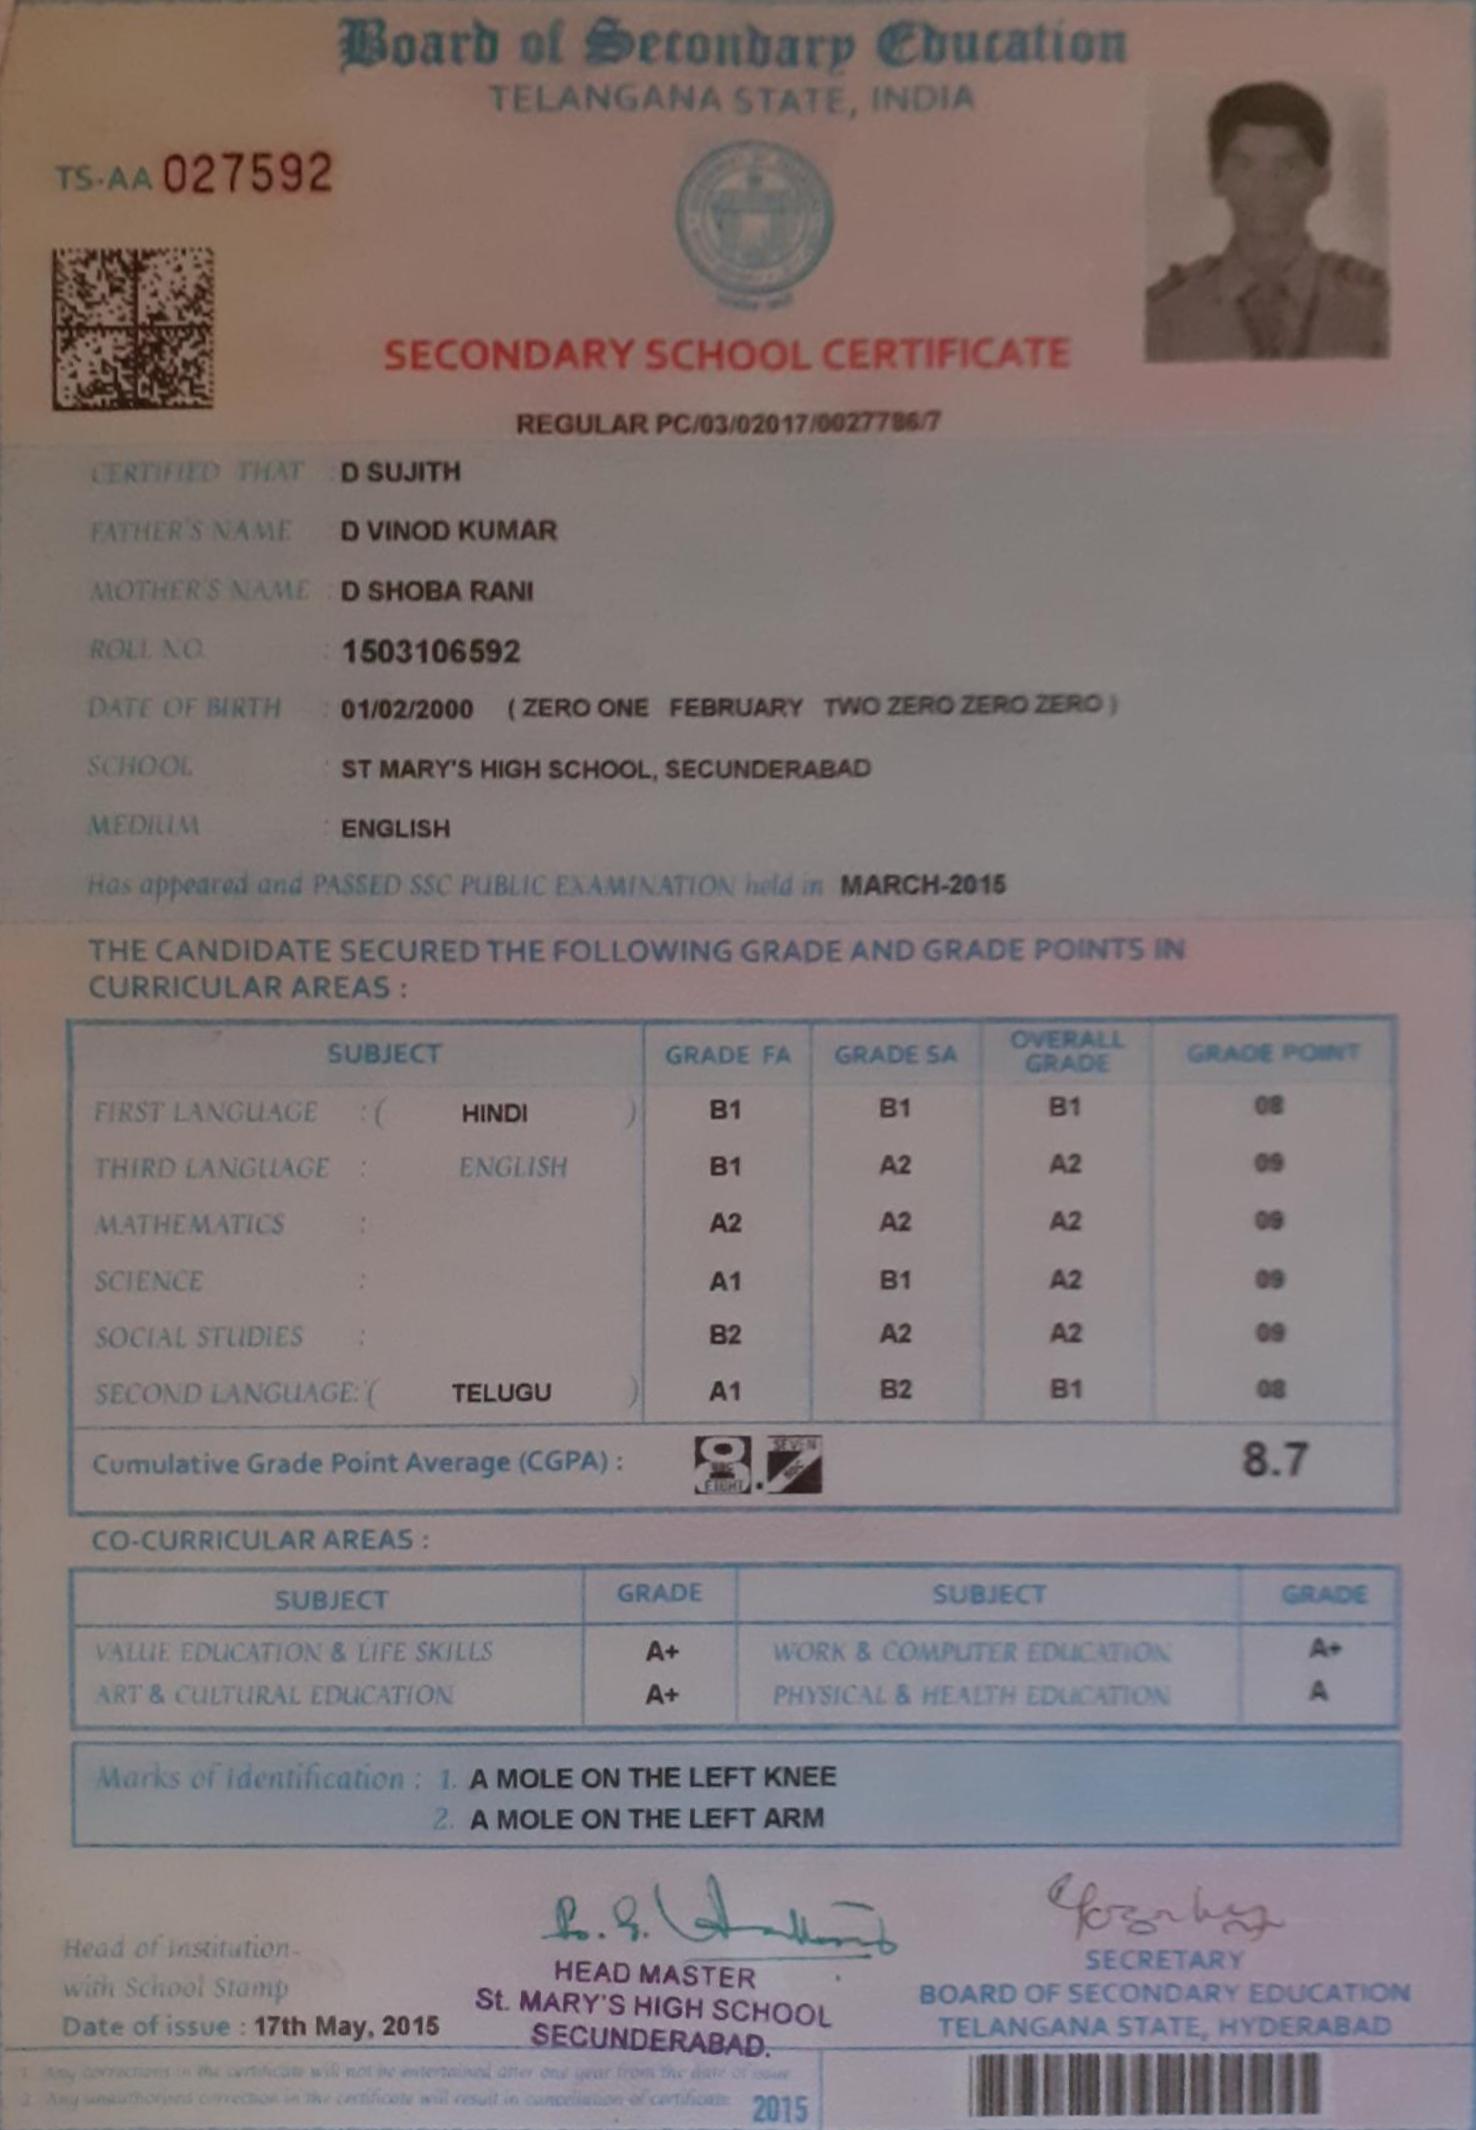 Board of Secondary Education
TELANGANA STATE, INDIA
TS-AA 027592
SECONDARY SCHOOL CERTIFICATE
REGULAR PC/03/02017/0027786/7
CERTIFIED THAT : D SUJITH
FATHER'S NAME : D VINOD KUMAR
MOTHER'S NAME : D SHOBA RANI
ROLL NO. : 1503106592
DATE OF BIRTH : 01/02/2000 ( ZERO ONE FEBRUARY TWO ZERO ZERO ZERO )
SCHOOL : ST MARY'S HIGH SCHOOL, SECUNDERABAD
MEDIUM : ENGLISH
Has appeared and PASSED SSC PUBLIC EXAMINATION held in MARCH-2015
THE CANDIDATE SECURED THE FOLLOWING GRADE AND GRADE POINTS IN
CURRICULAR AREAS :
SUBJECT GRADE FA GRADE SA OVERALL GRADE GRADE POINT
FIRST LANGUAGE : ( HINDI ) B1 B1 B1 08
THIRD LANGUAGE : ENGLISH B1 A2 A2 09
MATHEMATICS : A2 A2 A2 09
SCIENCE : A1 B1 A2 09
SOCIAL STUDIES : B2 A2 A2 09
SECOND LANGUAGE: ( TELUGU ) A1 B2 B1 08
Cumulative Grade Point Average (CGPA) : 8 EIGHT . 7 SEVEN 8.7
CO-CURRICULAR AREAS :
SUBJECT GRADE SUBJECT GRADE
VALUE EDUCATION & LIFE SKILLS A+ WORK & COMPUTER EDUCATION A+
ART & CULTURAL EDUCATION A+ PHYSICAL & HEALTH EDUCATION A
Marks of Identification : 1. A MOLE ON THE LEFT KNEE
2. A MOLE ON THE LEFT ARM
Head of Institution-
with School Stamp
Date of issue : 17th May, 2015
HEAD MASTER
St. MARY'S HIGH SCHOOL
SECUNDERABAD.
SECRETARY
BOARD OF SECONDARY EDUCATION
TELANGANA STATE, HYDERABAD
1. Any corrections in the certificate will not be entertained after one year from the date of issue
2. Any unauthorised correction in the certificate will result in cancellation of certificate
2015